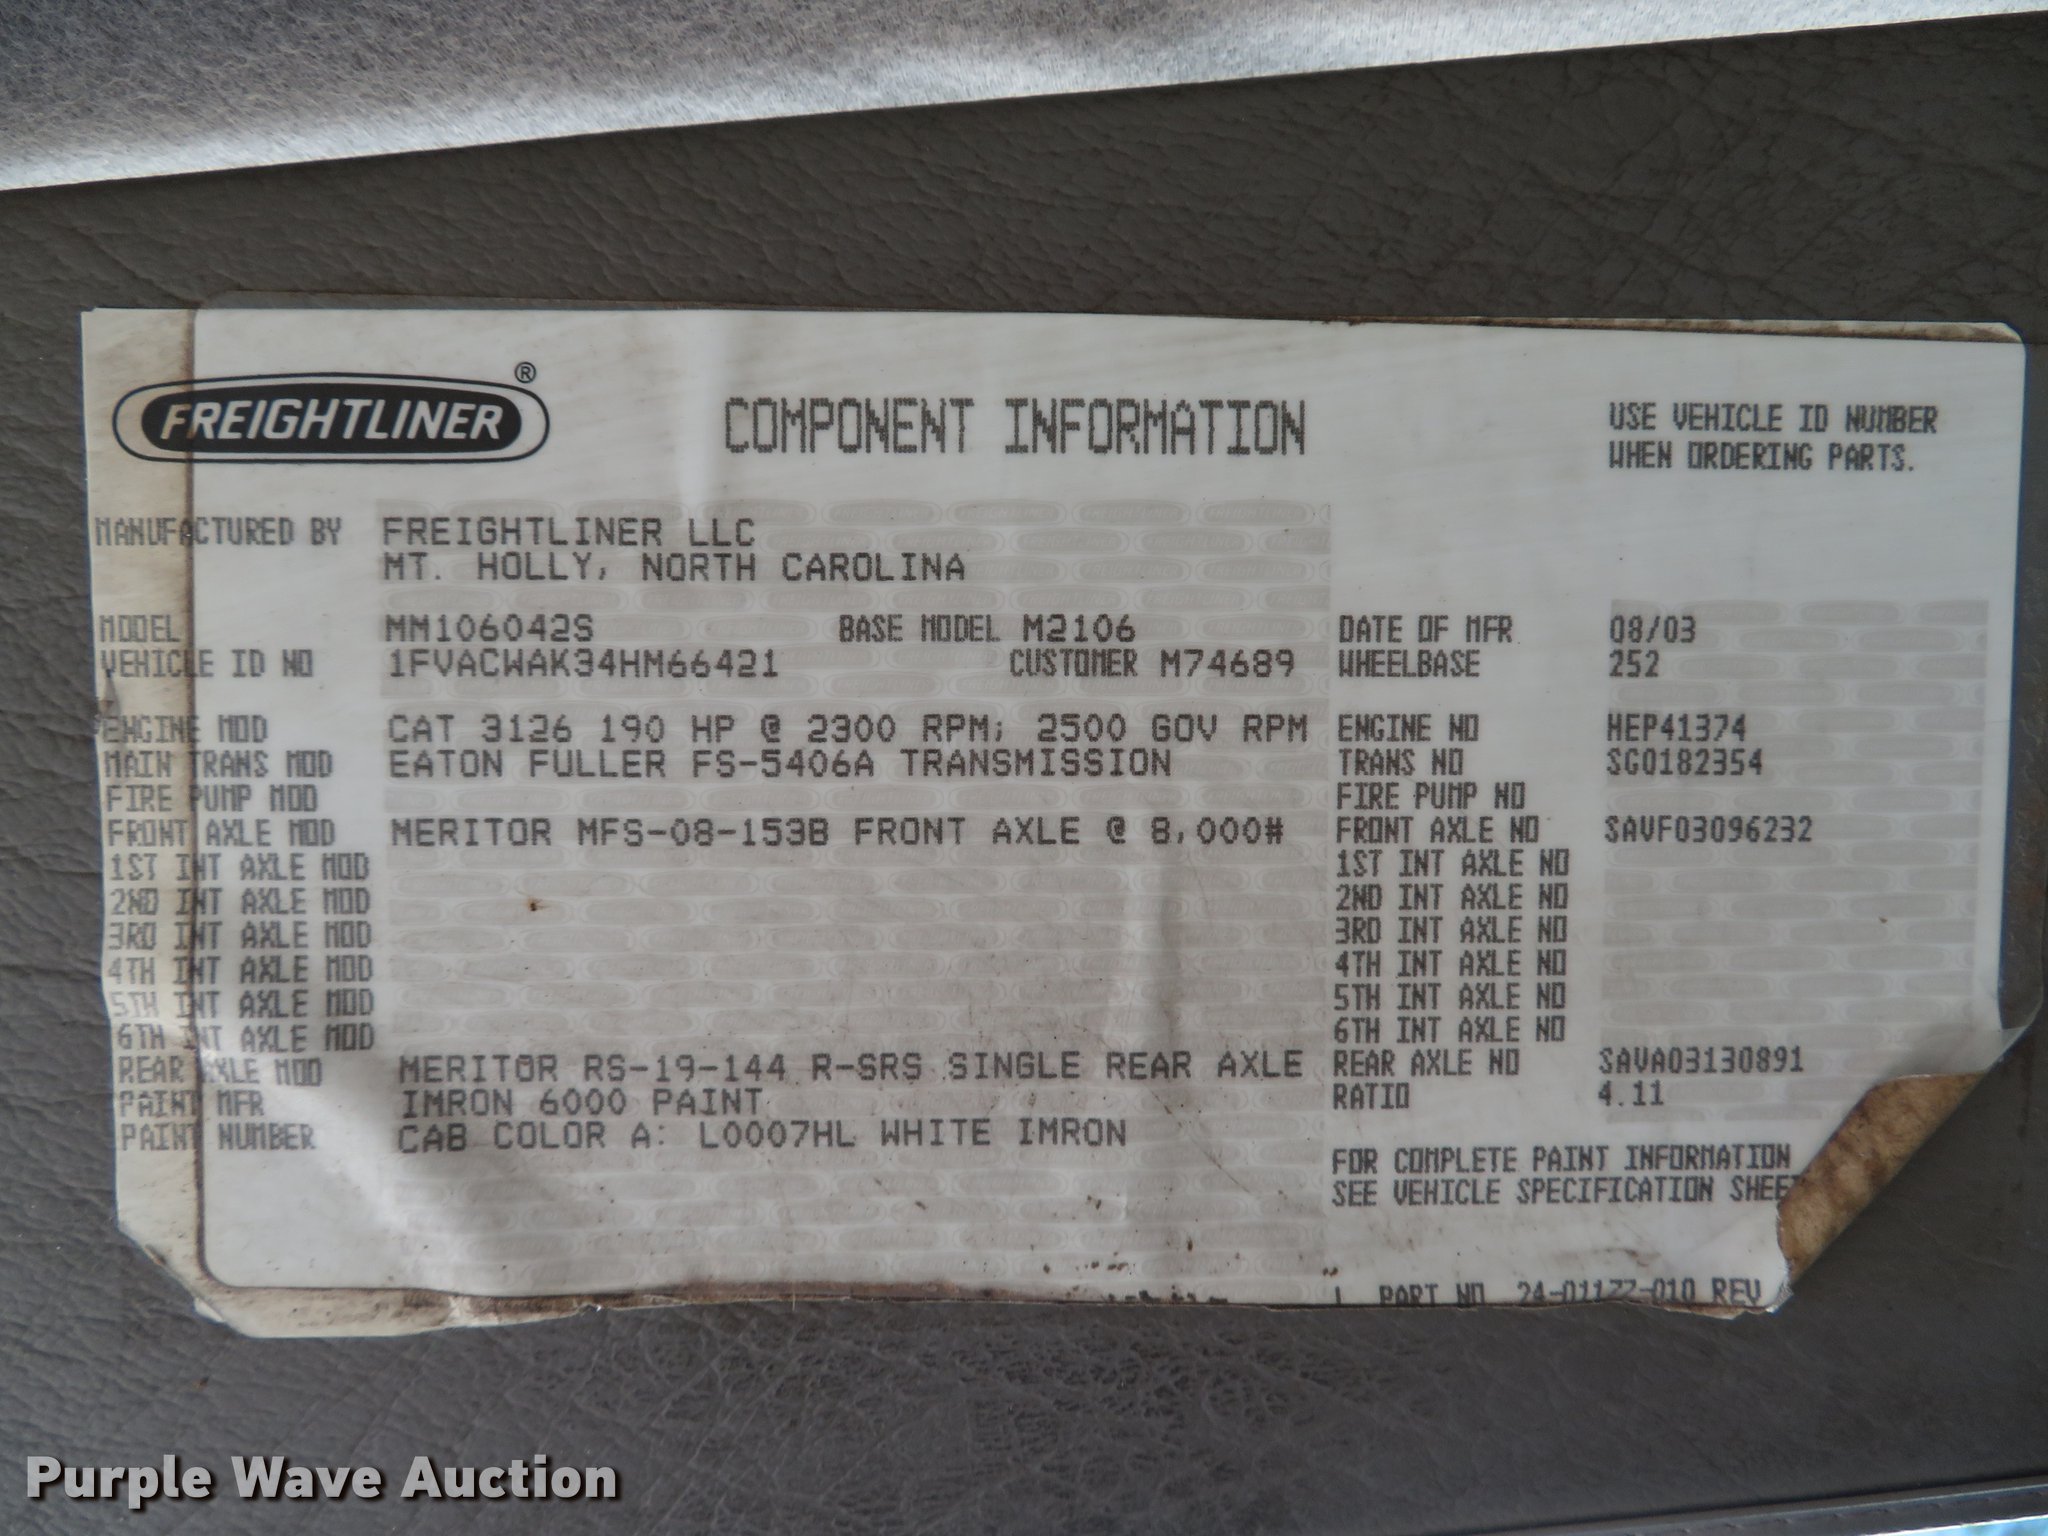 FREIGHTLINER ®
COMPONENT INFORMATION
USE VEHICLE ID NUMBER
WHEN ORDERING PARTS.
MANUFACTURED BY FREIGHTLINER LLC
MT. HOLLY, NORTH CAROLINA
MODEL MM106042S BASE MODEL M2106 DATE OF MFR 08/03
VEHICLE ID NO 1FVACWAK34HM66421 CUSTOMER M74689 WHEELBASE 252
ENGINE MOD CAT 3126 190 HP @ 2300 RPM; 2500 GOV RPM ENGINE NO HEP41374
MAIN TRANS MOD EATON FULLER FS-5406A TRANSMISSION TRANS NO SG0182354
FIRE PUMP MOD FIRE PUMP NO
FRONT AXLE MOD MERITOR MFS-08-153B FRONT AXLE @ 8,000# FRONT AXLE NO SAVF03096232
1ST INT AXLE MOD 1ST INT AXLE NO
2ND INT AXLE MOD 2ND INT AXLE NO
3RD INT AXLE MOD 3RD INT AXLE NO
4TH INT AXLE MOD 4TH INT AXLE NO
5TH INT AXLE MOD 5TH INT AXLE NO
6TH INT AXLE MOD 6TH INT AXLE NO
REAR AXLE MOD MERITOR RS-19-144 R-SRS SINGLE REAR AXLE REAR AXLE NO SAVA03130891
PAINT MFR IMRON 6000 PAINT RATIO 4.11
PAINT NUMBER CAB COLOR A: L0007HL WHITE IMRON
FOR COMPLETE PAINT INFORMATION
SEE VEHICLE SPECIFICATION SHEET
PART NO 24-01177-010 REV
Purple Wave Auction